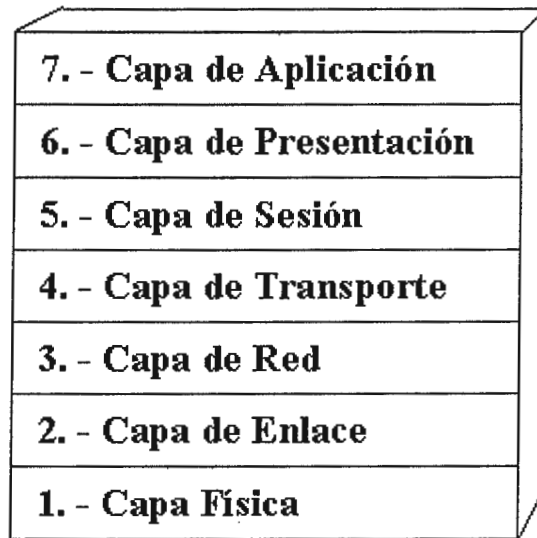 7. - Capa de Aplicación
6. - Capa de Presentación
5. - Capa de Sesión
4. - Capa de Transporte
3. - Capa de Red
2. - Capa de Enlace
1. - Capa Física